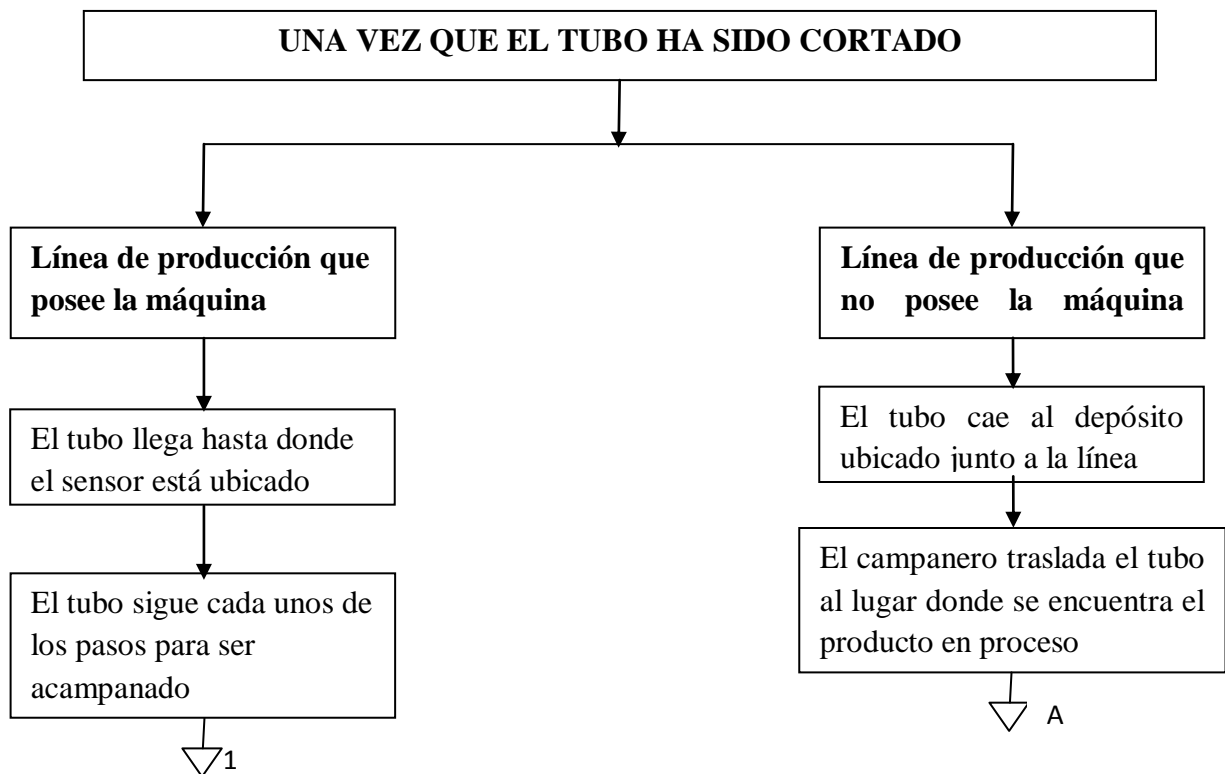 UNA VEZ QUE EL TUBO HA SIDO CORTADO
Línea de producción que
posee la máquina
El tubo llega hasta donde
el sensor está ubicado
El tubo sigue cada unos de
los pasos para ser
acampanado
1
Línea de producción que
no posee la máquina
El tubo cae al depósito
ubicado junto a la línea
El campanero traslada el tubo
al lugar donde se encuentra el
producto en proceso
A